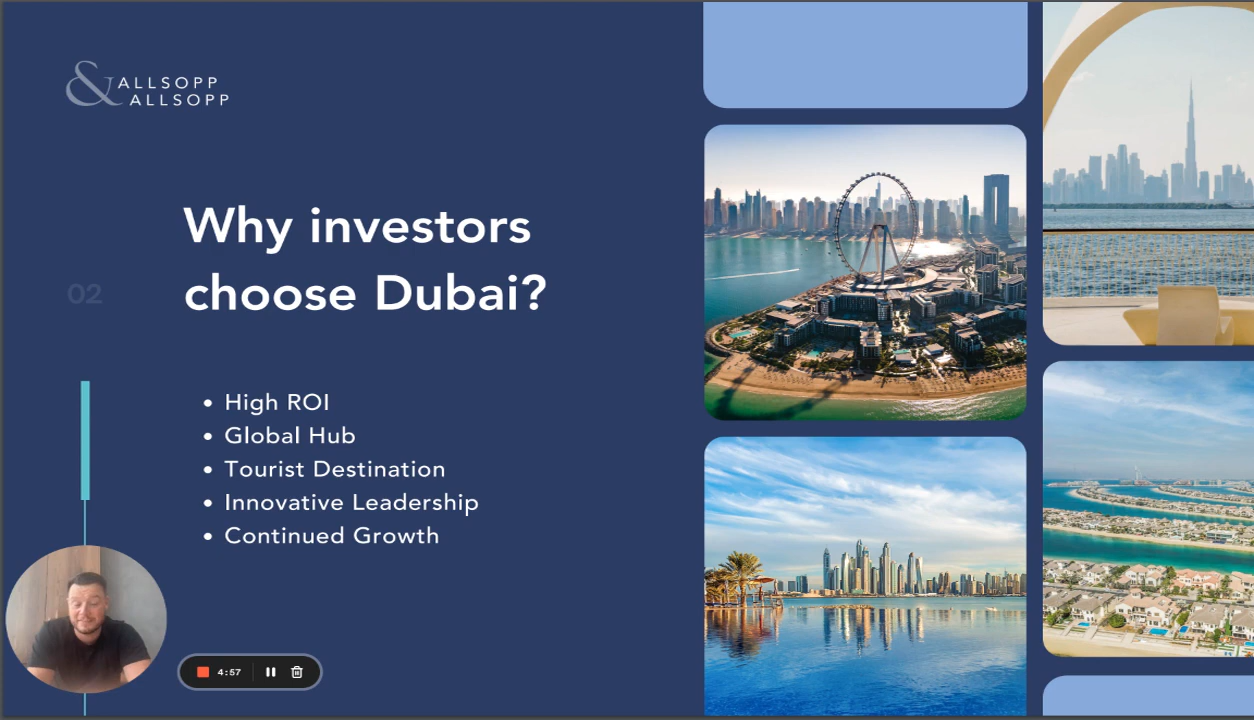 & ALLSOPP
ALLSOPP
Why investors
choose Dubai?
02
• High ROI
• Global Hub
• Tourist Destination
• Innovative Leadership
• Continued Growth
4:57